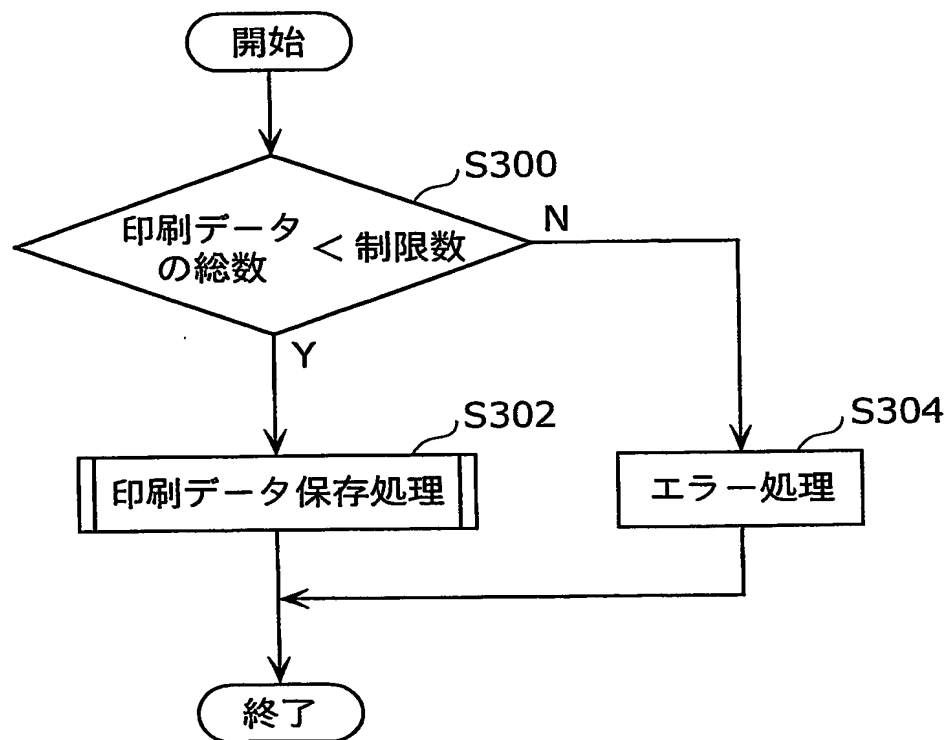 開始
S300
印刷データ
の総数
< 制限数
N
Y
S302
印刷データ保存処理
S304
エラー処理
終了